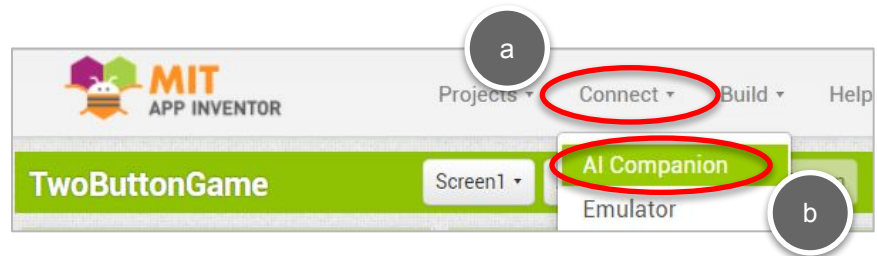 a
MIT
APP INVENTOR
Projects Connect Build Help
TwoButtonGame Screen1 AI Companion
Emulator
b